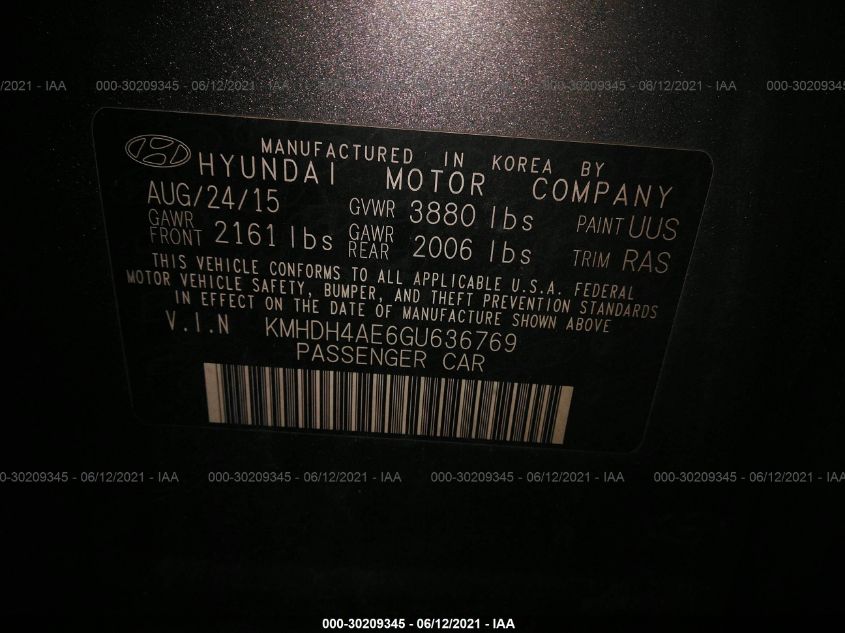 000-30209345 - 06/12/2021 - IAA
MANUFACTURED IN KOREA BY
HYUNDAI MOTOR COMPANY
AUG/24/15 GVWR 3880 lbs PAINT UUS
GAWR FRONT 2161 lbs GAWR REAR 2006 lbs TRIM RAS
THIS VEHICLE CONFORMS TO ALL APPLICABLE U.S.A. FEDERAL
MOTOR VEHICLE SAFETY, BUMPER, AND THEFT PREVENTION STANDARDS
IN EFFECT ON THE DATE OF MANUFACTURE SHOWN ABOVE
V.I.N KMHDH4AE6GU636769
PASSENGER CAR
000-30209345 - 06/12/2021 - IAA
000-30209345 - 06/12/2021 - IAA